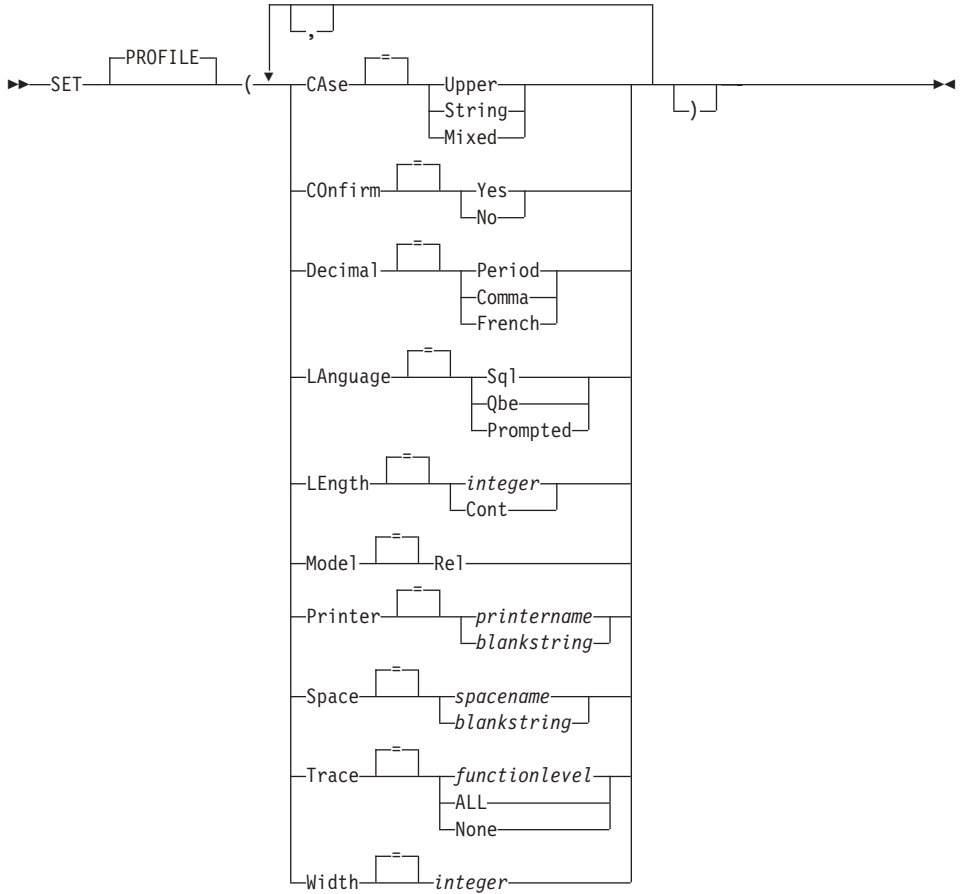 ,
PROFILE =
►►—SET ( CAse Upper ) ►◄
String
Mixed
=
COnfirm Yes
No
=
Decimal Period
Comma
French
=
LAnguage Sql
Qbe
Prompted
=
LEngth integer
Cont
=
Model Rel
=
Printer printername
blankstring
=
Space spacename
blankstring
=
Trace functionlevel
ALL
None
=
Width integer